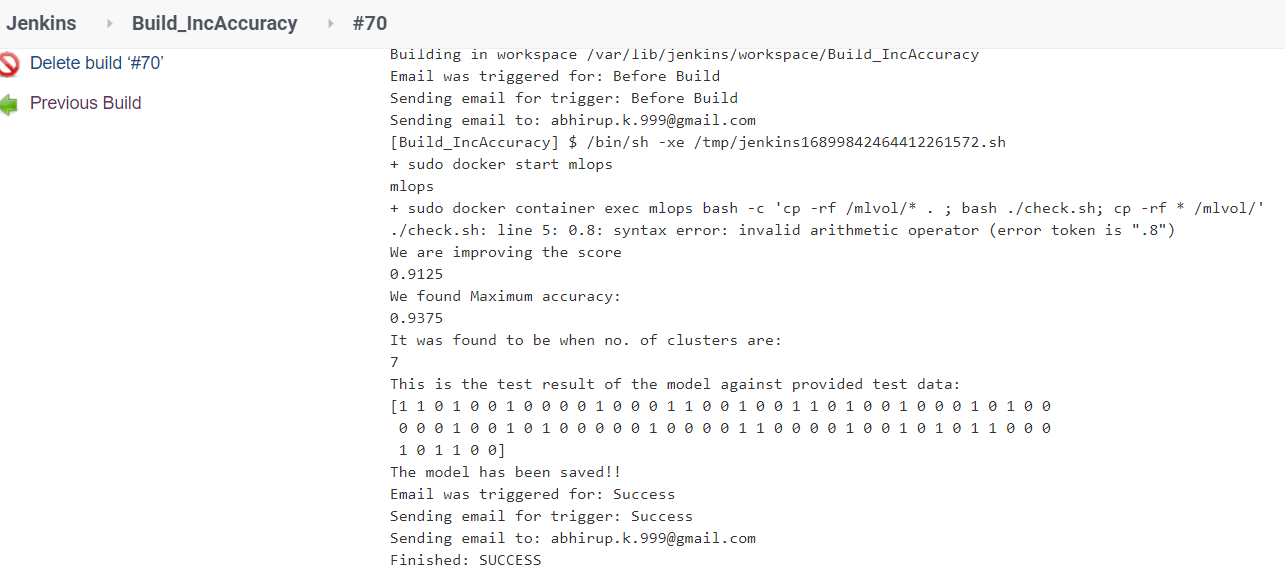 Jenkins Build_IncAccuracy #70
Delete build ‘#70’
Previous Build
Building in workspace /var/lib/jenkins/workspace/Build_IncAccuracy
Email was triggered for: Before Build
Sending email for trigger: Before Build
Sending email to: abhirup.k.999@gmail.com
[Build_IncAccuracy] $ /bin/sh -xe /tmp/jenkins16899842464412261572.sh
+ sudo docker start mlops
mlops
+ sudo docker container exec mlops bash -c 'cp -rf /mlvol/* . ; bash ./check.sh; cp -rf * /mlvol/'
./check.sh: line 5: 0.8: syntax error: invalid arithmetic operator (error token is ".8")
We are improving the score
0.9125
We found Maximum accuracy:
0.9375
It was found to be when no. of clusters are:
7
This is the test result of the model against provided test data:
[1 1 0 1 0 0 1 0 0 0 0 1 0 0 0 1 1 0 0 1 0 0 1 1 0 1 0 0 1 0 0 0 1 0 1 0 0
0 0 0 1 0 0 1 0 1 0 0 0 0 0 1 0 0 0 0 1 1 0 0 0 0 1 0 0 1 0 1 0 1 1 0 0 0
1 0 1 1 0 0]
The model has been saved!!
Email was triggered for: Success
Sending email for trigger: Success
Sending email to: abhirup.k.999@gmail.com
Finished: SUCCESS